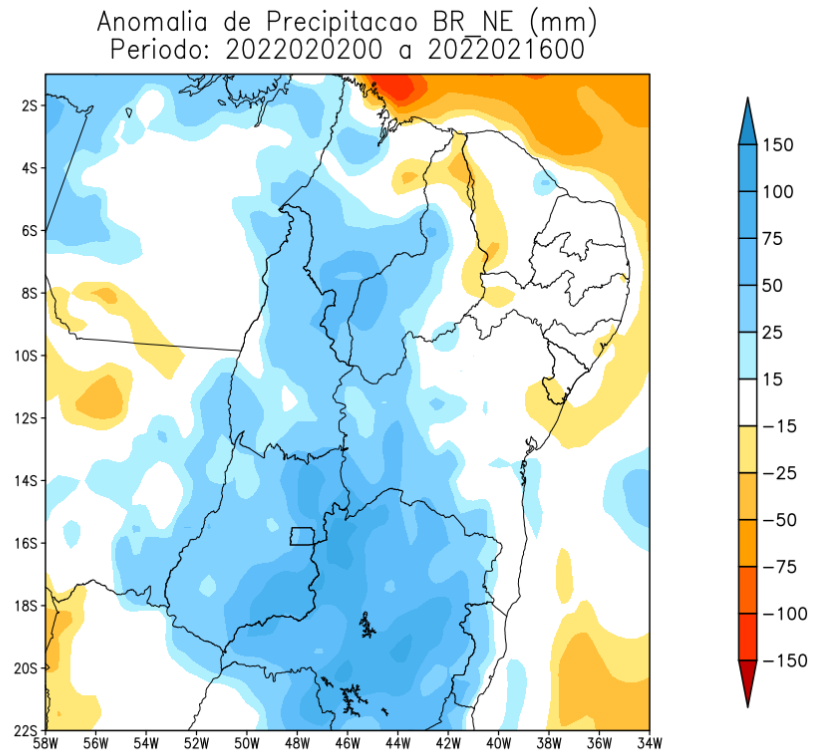 Anomalia de Precipitacao BR_NE (mm)
Periodo: 2022020200 a 2022021600
2S
4S
6S
8S
10S
12S
14S
16S
18S
20S
22S
58W 56W 54W 52W 50W 48W 46W 44W 42W 40W 38W 36W 34W
150
100
75
50
25
15
−15
−25
−50
−75
−100
−150